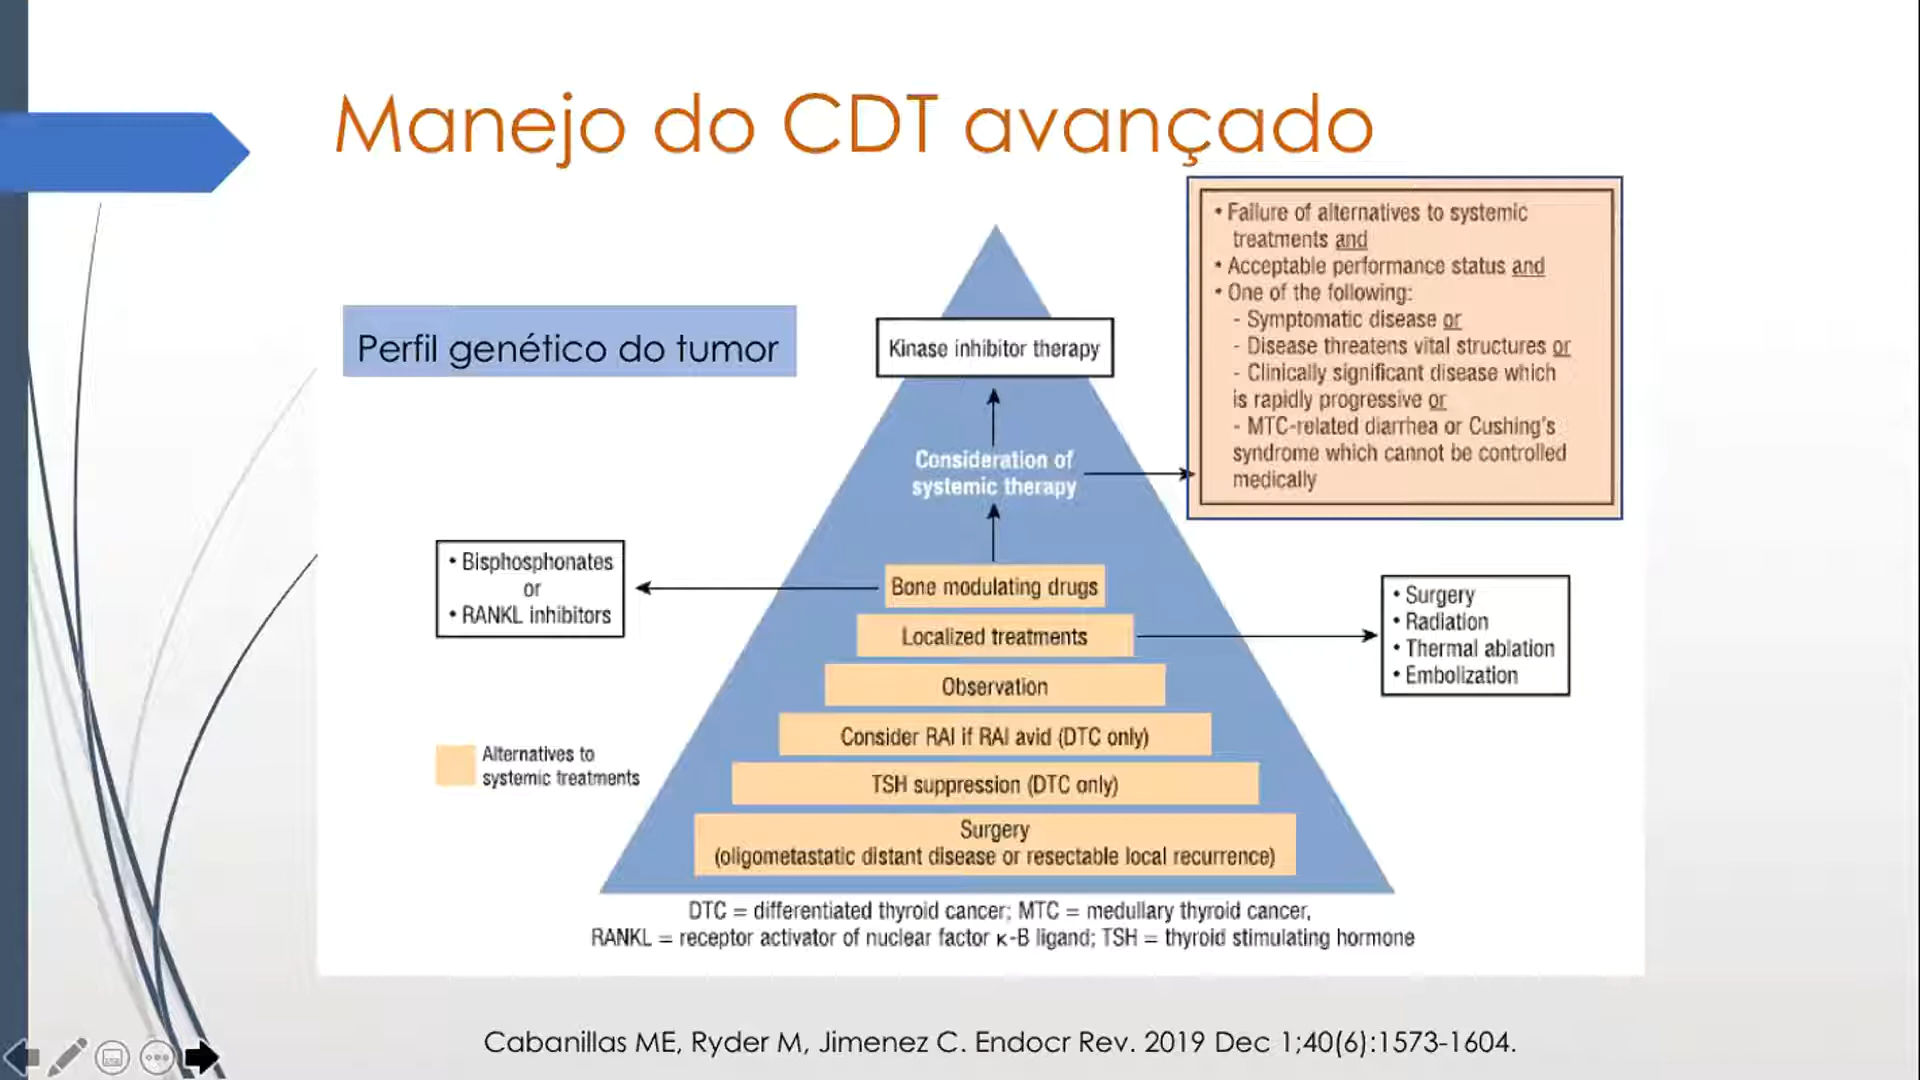 Manejo do CDT avançado
• Failure of alternatives to systemic
treatments and
• Acceptable performance status and
• One of the following:
- Symptomatic disease or
- Disease threatens vital structures or
- Clinically significant disease which
is rapidly progressive or
- MTC-related diarrhea or Cushing's
syndrome which cannot be controlled
medically
Perfil genético do tumor
Kinase inhibitor therapy
Consideration of
systemic therapy
• Bisphosphonates
or
• RANKL inhibitors
Bone modulating drugs
Localized treatments
• Surgery
• Radiation
• Thermal ablation
• Embolization
Observation
Consider RAI if RAI avid (DTC only)
Alternatives to
systemic treatments
TSH suppression (DTC only)
Surgery
(oligometastatic distant disease or resectable local recurrence)
DTC = differentiated thyroid cancer; MTC = medullary thyroid cancer,
RANKL = receptor activator of nuclear factor κ-B ligand; TSH = thyroid stimulating hormone
Cabanillas ME, Ryder M, Jimenez C. Endocr Rev. 2019 Dec 1;40(6):1573-1604.